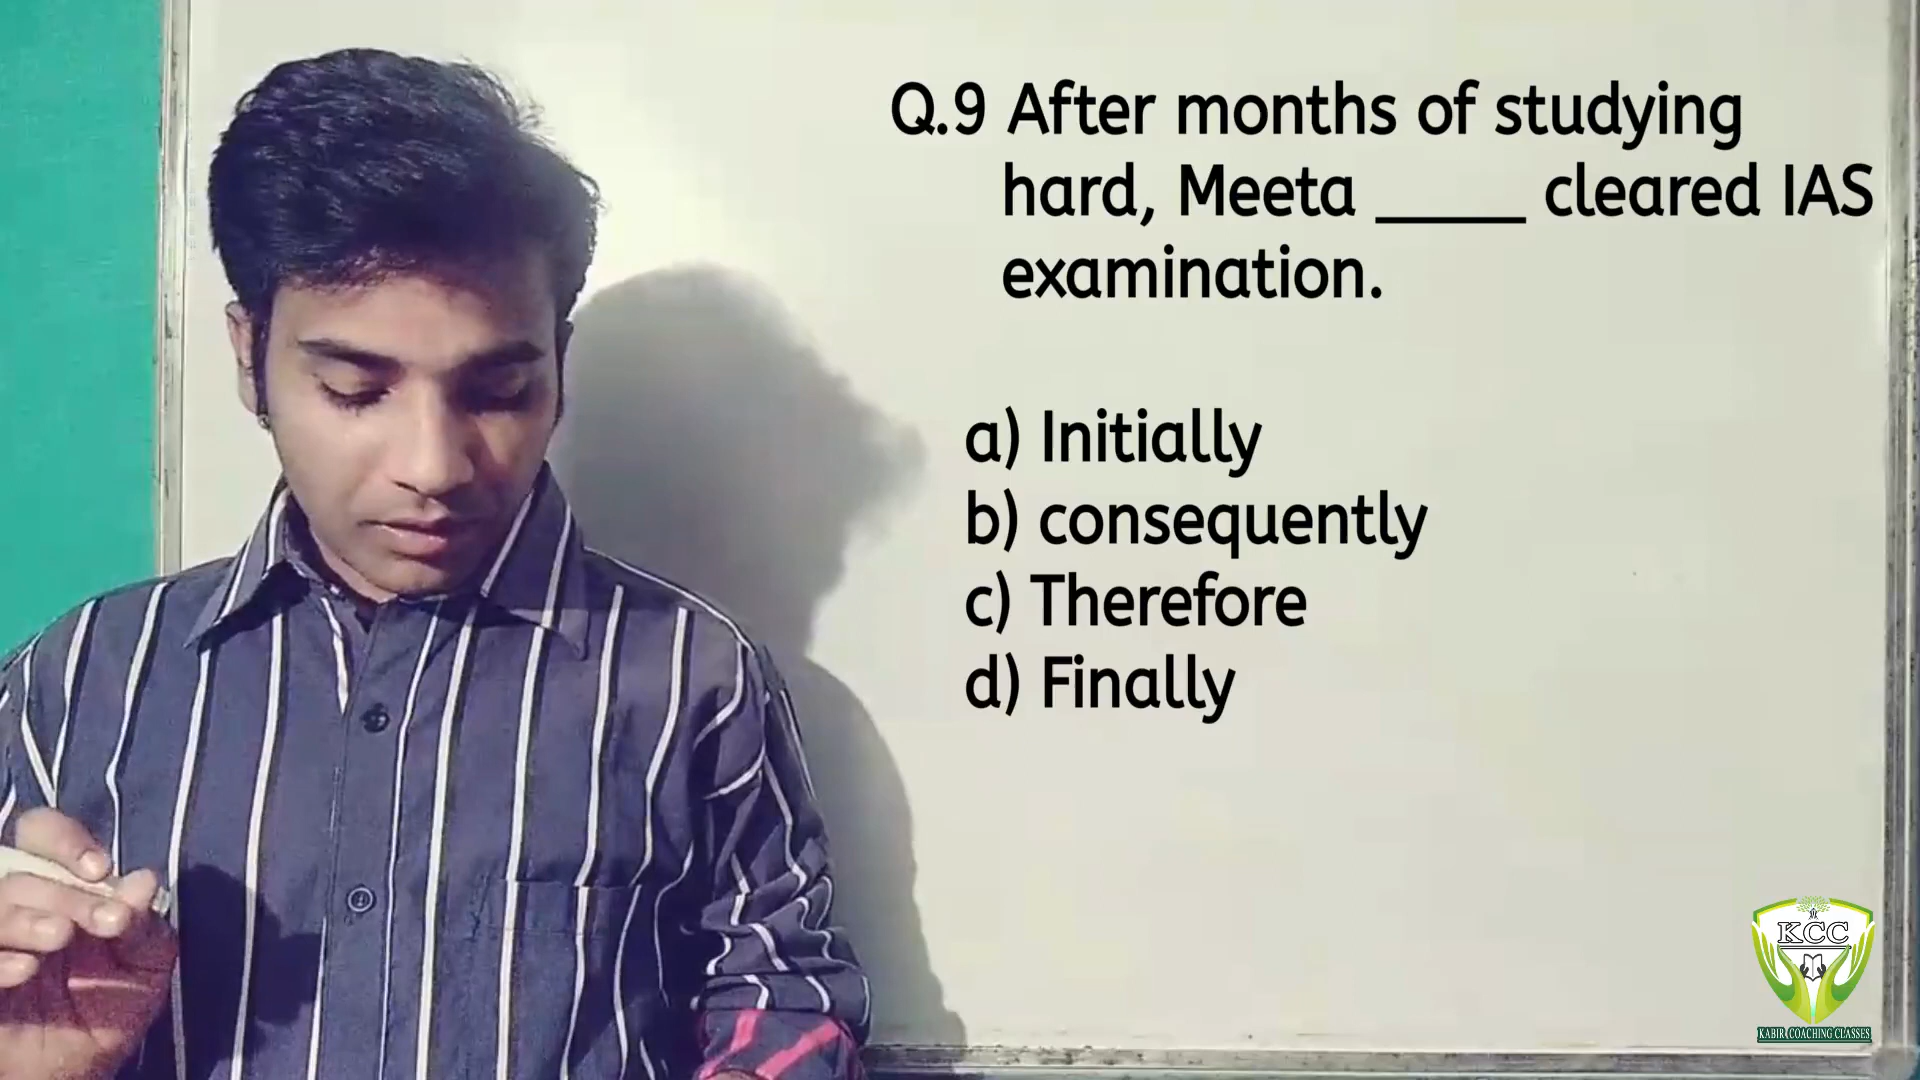 Q.9 After months of studying
hard, Meeta _____ cleared IAS
examination.
a) Initially
b) consequently
c) Therefore
d) Finally
KCC
KABIR COACHING CLASSES